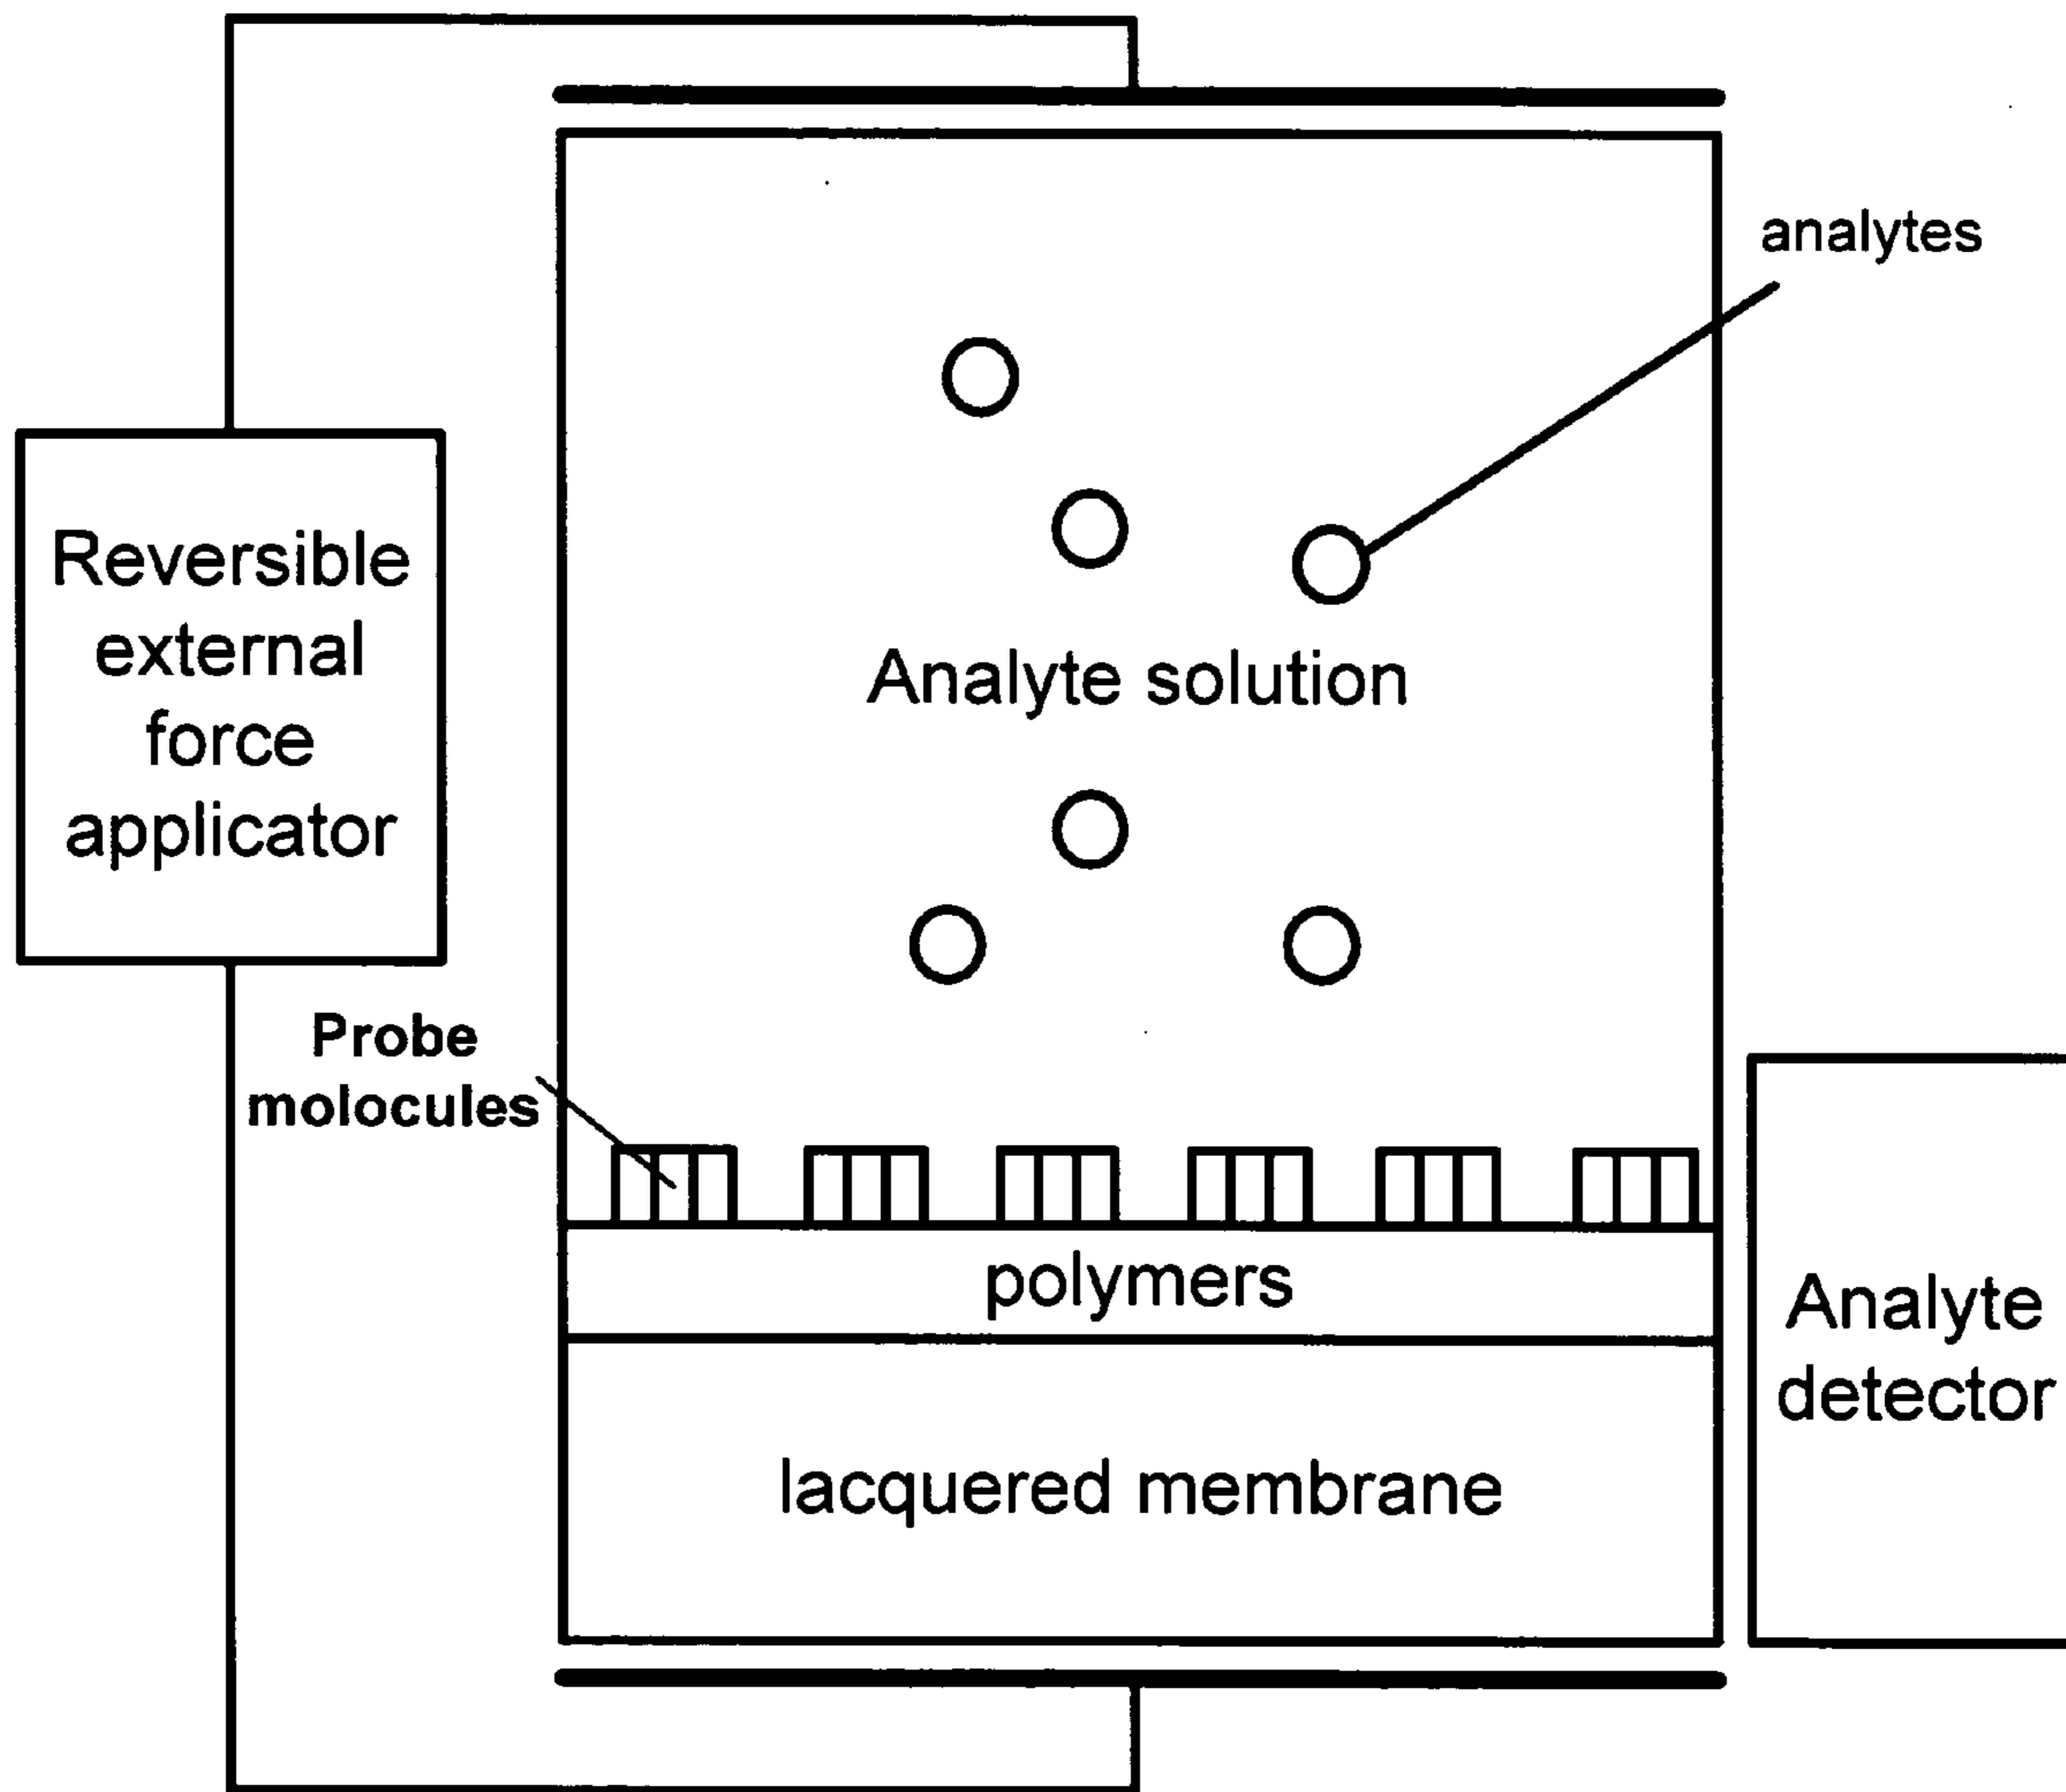 analytes
Reversible
external
force
applicator
Analyte solution
Probe
molocules
polymers
Analyte
detector
lacquered membrane